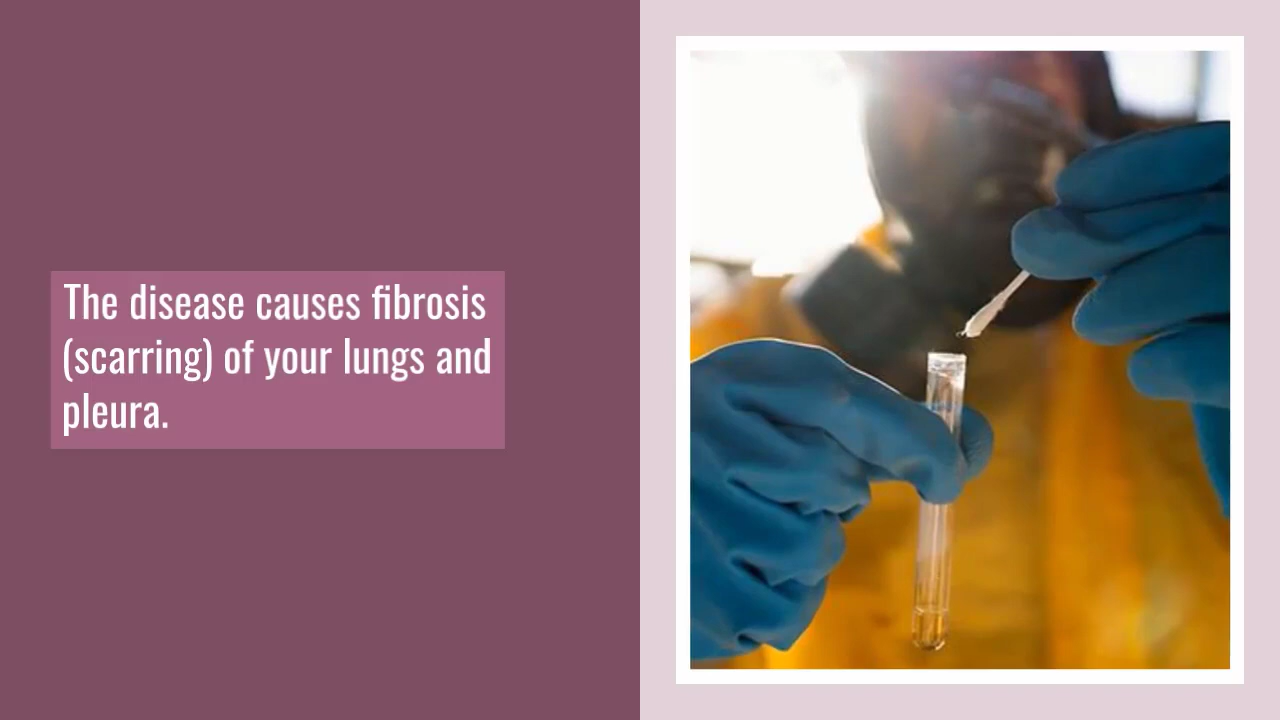 The disease causes fibrosis
(scarring) of your lungs and
pleura.